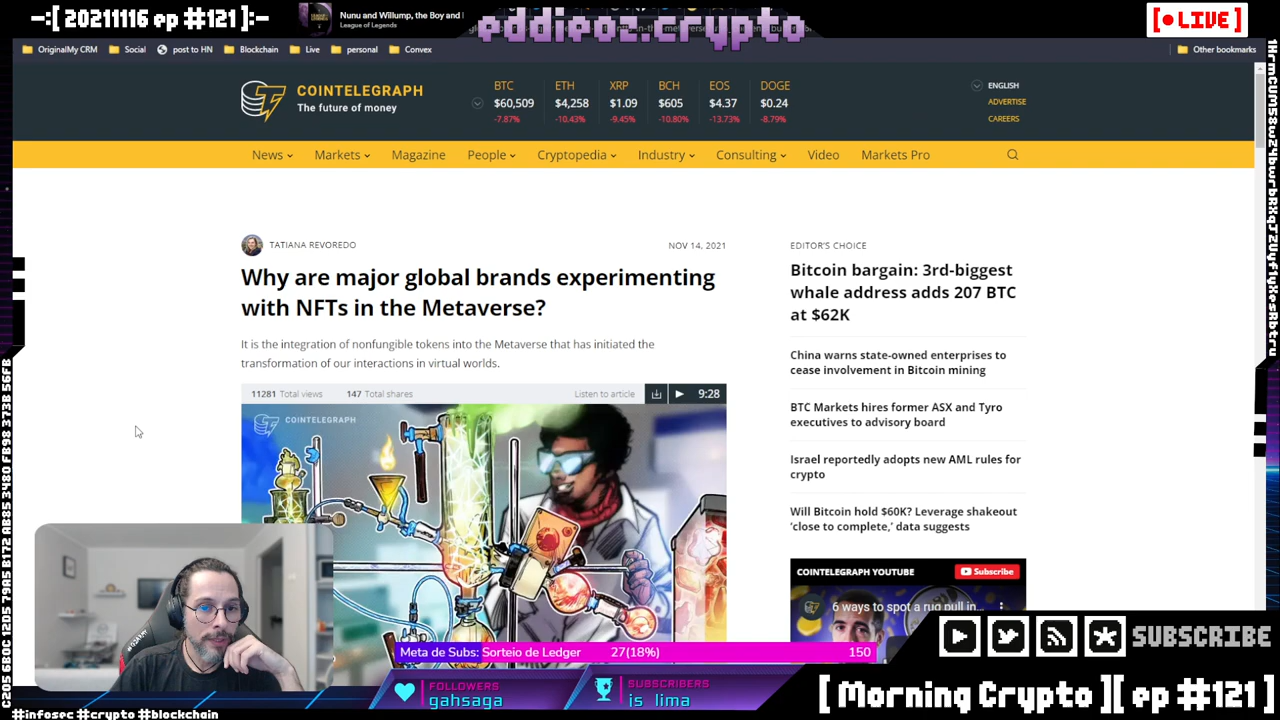 -:[ 20211116 ep #121 ]:-
Nunu and Willump, the Boy and
League of Legends
eddieoz.crypto
[● LIVE]
OriginalMy CRM
Social
post to HN
Blockchain
Live
personal
Convex
Other bookmarks
COINTELEGRAPH
The future of money
BTC ETH XRP BCH EOS DOGE
$60,509 $4,258 $1.09 $605 $4.37 $0.24
-7.87% -10.43% -9.45% -10.80% -13.73% -8.79%
ENGLISH
ADVERTISE
CAREERS
News Markets Magazine People Cryptopedia Industry Consulting Video Markets Pro
TATIANA REVOREDO
NOV 14, 2021
Why are major global brands experimenting
with NFTs in the Metaverse?
It is the integration of nonfungible tokens into the Metaverse that has initiated the
transformation of our interactions in virtual worlds.
11281 Total views 147 Total shares
Listen to article
9:28
COINTELEGRAPH
EDITOR'S CHOICE
Bitcoin bargain: 3rd-biggest
whale address adds 207 BTC
at $62K
China warns state-owned enterprises to
cease involvement in Bitcoin mining
BTC Markets hires former ASX and Tyro
executives to advisory board
Israel reportedly adopts new AML rules for
crypto
Will Bitcoin hold $60K? Leverage shakeout
'close to complete,' data suggests
COINTELEGRAPH YOUTUBE
Subscribe
6 ways to spot a rug pull in...
Meta de Subs: Sorteio de Ledger 27(18%) 150
FOLLOWERS
gahsaga
SUBSCRIBERS
is_lima
SUBSCRIBE
[ Morning Crypto ][ ep #121 ]
#infosec #crypto #blockchain